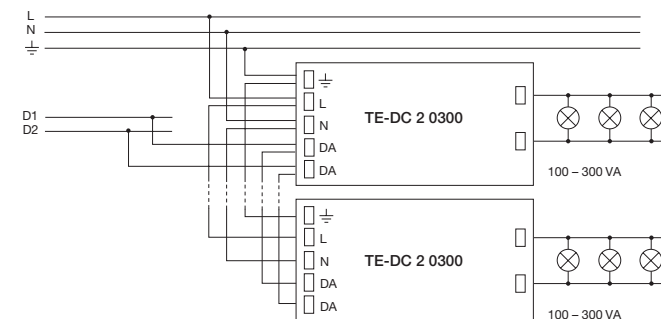 L
N
D1
D2
L
N
DA
DA
TE-DC 2 0300
100 – 300 VA
L
N
DA
DA
TE-DC 2 0300
100 – 300 VA